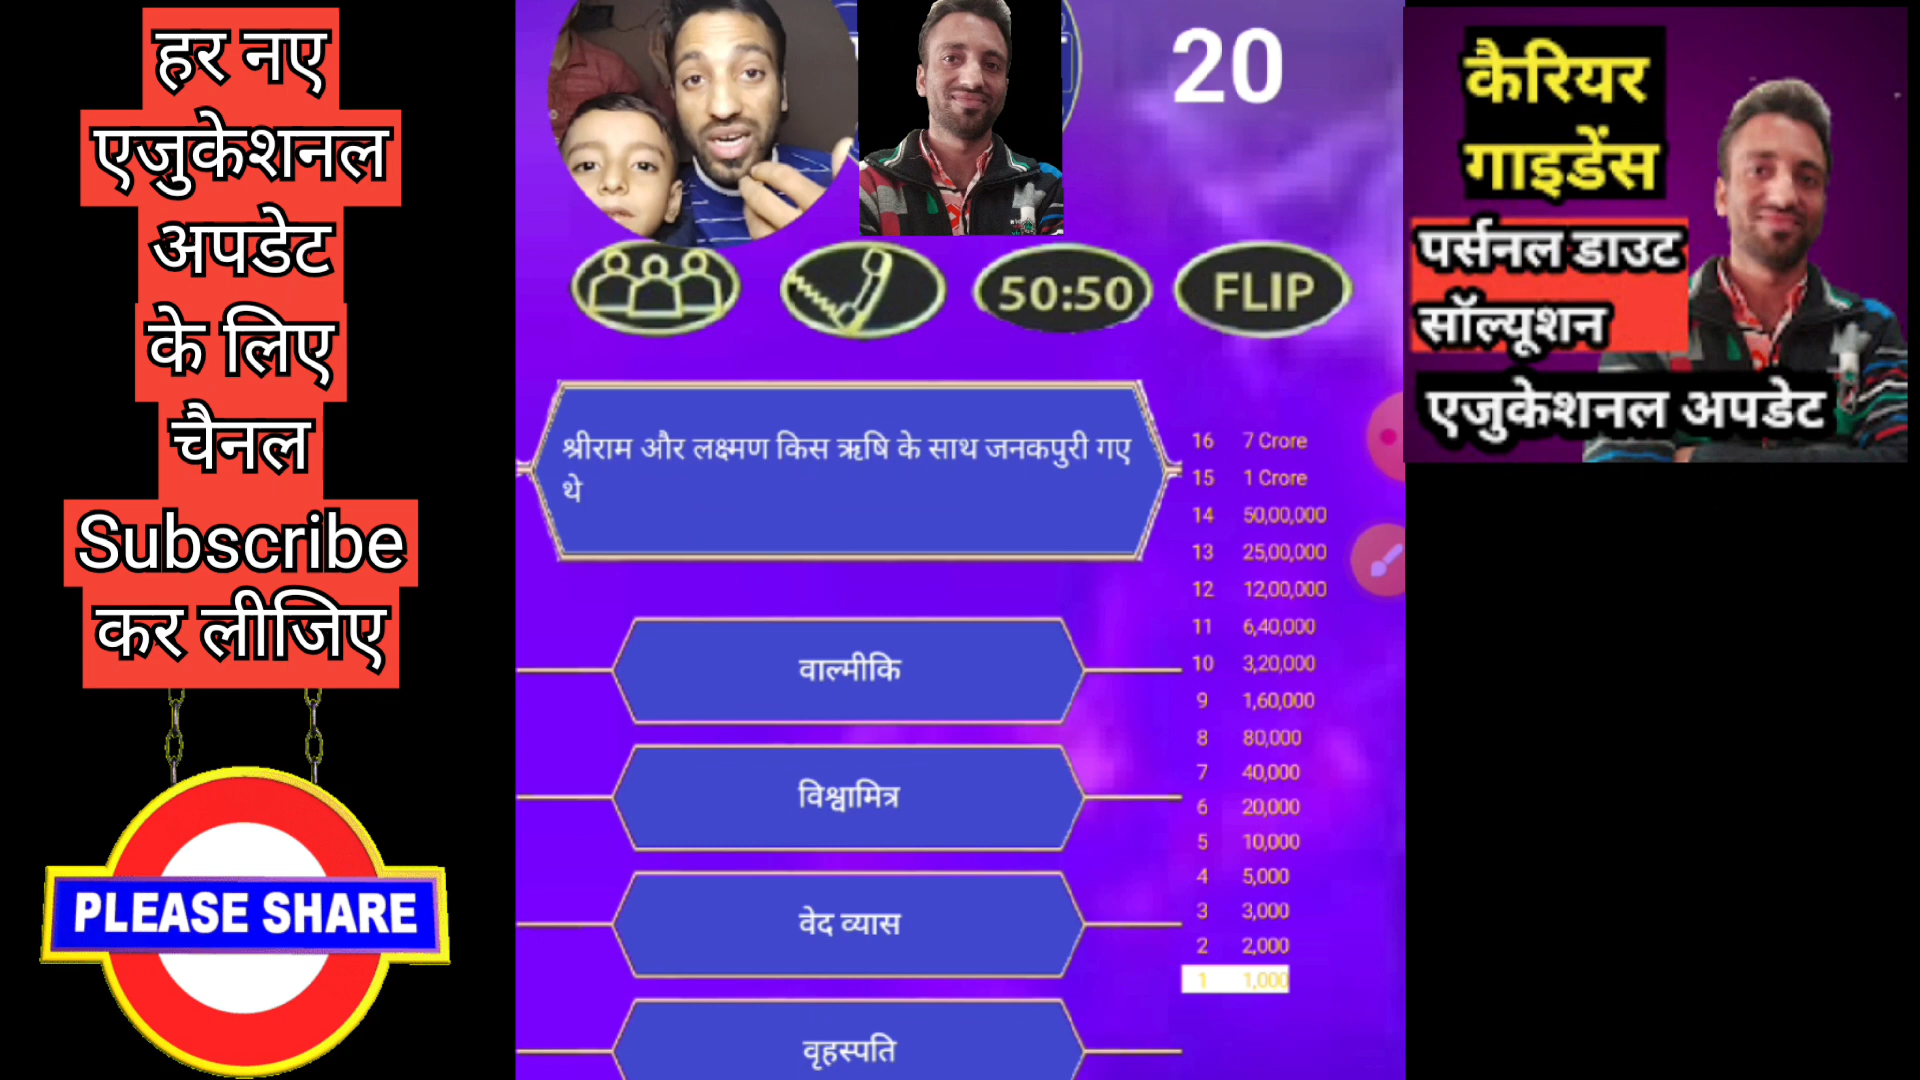 हर नए
एजुकेशनल
अपडेट
के लिए
चैनल
Subscribe
कर लीजिए
PLEASE SHARE
20
50:50
FLIP
श्रीराम और लक्ष्मण किस ऋषि के साथ जनकपुरी गए
थे
वाल्मीकि
विश्वामित्र
वेद व्यास
वृहस्पति
16 7 Crore
15 1 Crore
14 50,00,000
13 25,00,000
12 12,00,000
11 6,40,000
10 3,20,000
9 1,60,000
8 80,000
7 40,000
6 20,000
5 10,000
4 5,000
3 3,000
2 2,000
1 1,000
कैरियर
गाइडेंस
पर्सनल डाउट
सॉल्यूशन
एजुकेशनल अपडेट